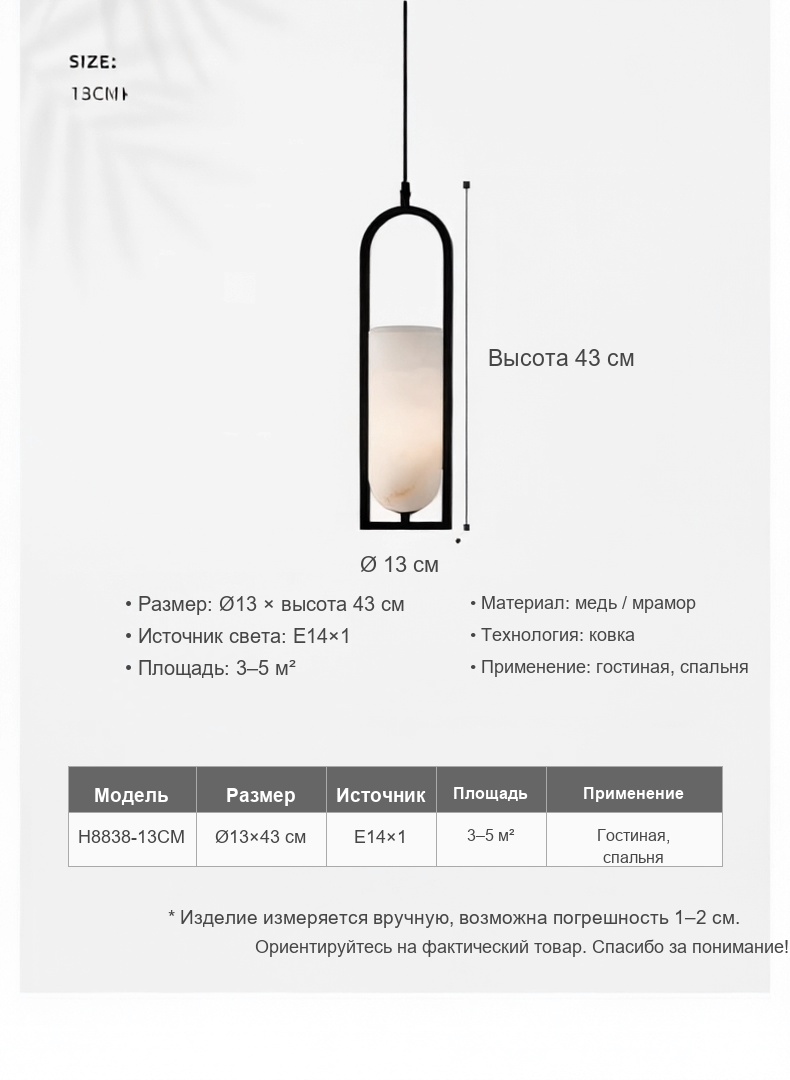 SIZE:
13CM
Высота 43 см
Ø 13 см
• Размер: Ø13 × высота 43 см
• Источник света: E14×1
• Площадь: 3–5 м²
• Материал: медь / мрамор
• Технология: ковка
• Применение: гостиная, спальня
Модель Размер Источник Площадь Применение
H8838-13CM Ø13×43 см E14×1 3–5 м² Гостиная,
спальня
* Изделие измеряется вручную, возможна погрешность 1–2 см.
Ориентируйтесь на фактический товар. Спасибо за понимание!